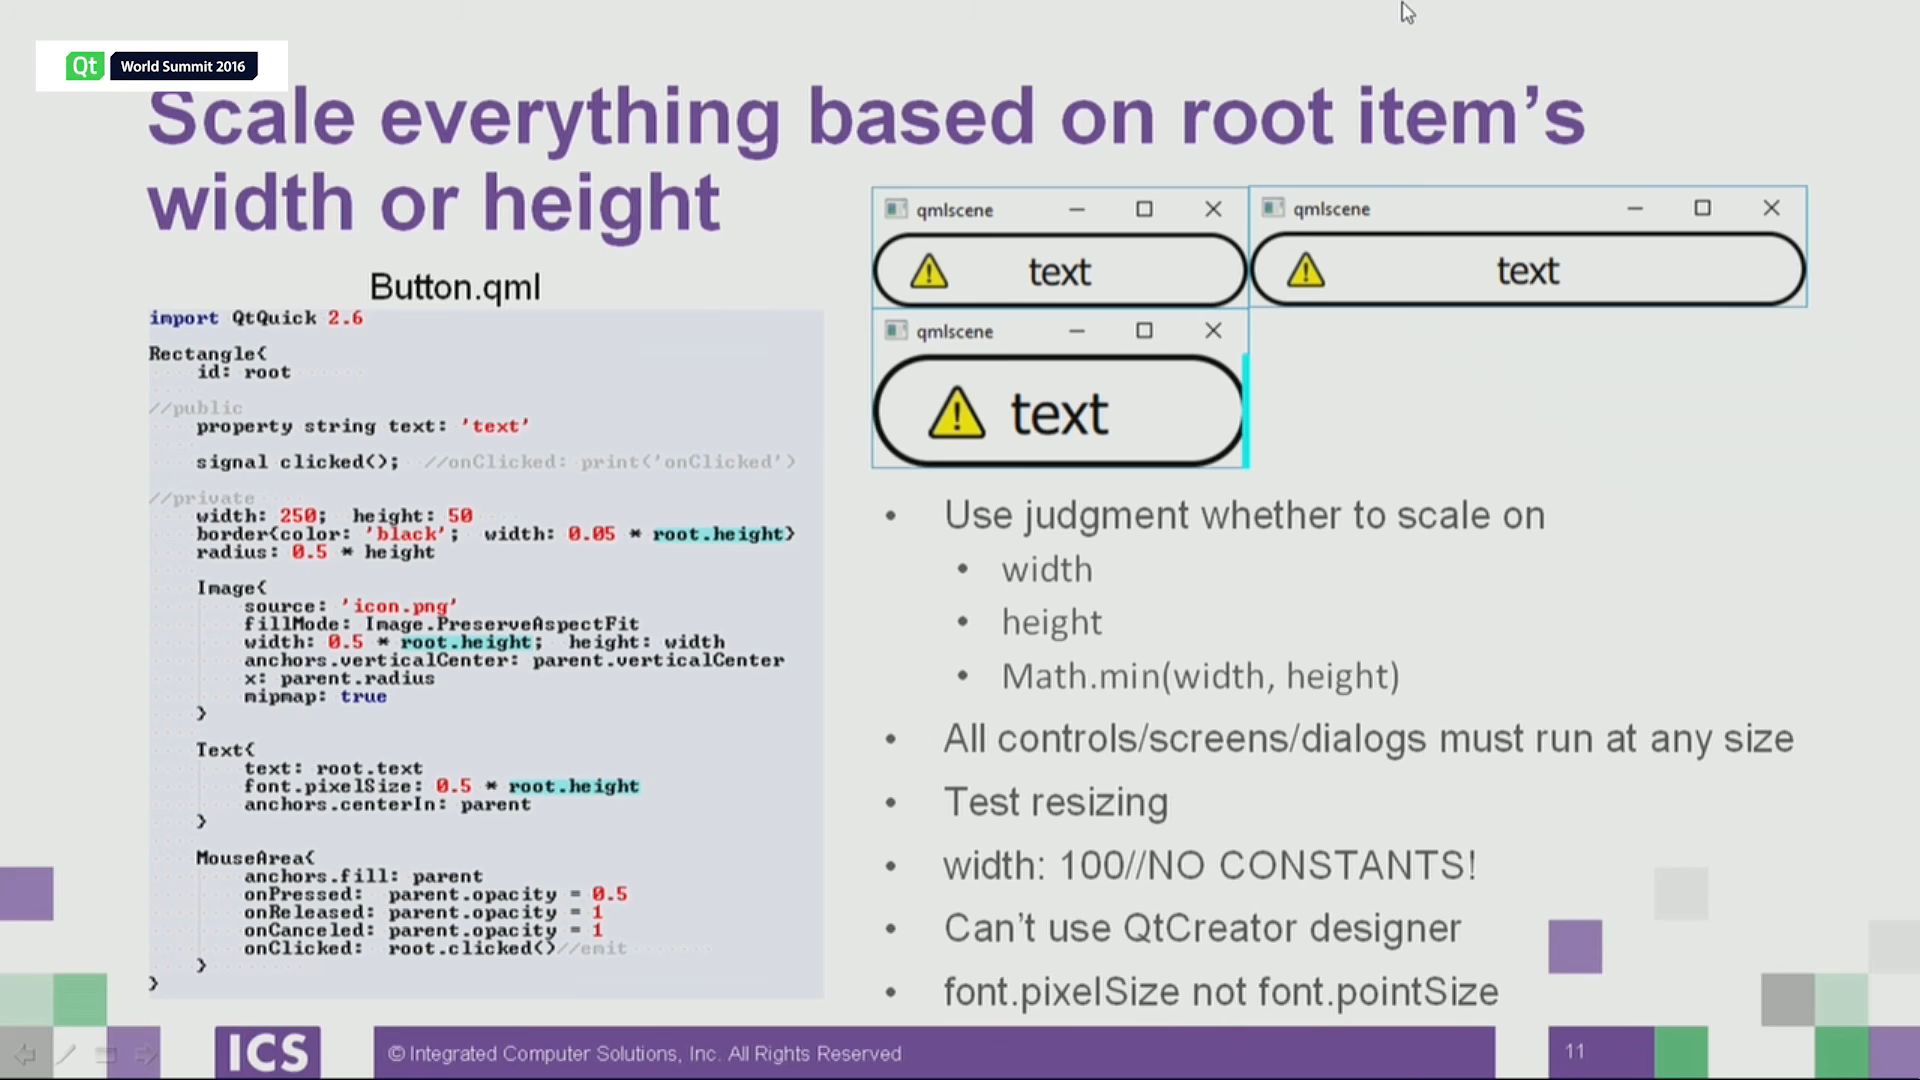 Qt World Summit 2016
Scale everything based on root item’s
width or height
Button.qml
import QtQuick 2.6
Rectangle{
id: root
//public
property string text: 'text'
signal clicked(); //onClicked: print('onClicked')
//private
width: 250; height: 50
border{color: 'black'; width: 0.05 * root.height}
radius: 0.5 * height
Image{
source: 'icon.png'
fillMode: Image.PreserveAspectFit
width: 0.5 * root.height; height: width
anchors.verticalCenter: parent.verticalCenter
x: parent.radius
mipmap: true
}
Text{
text: root.text
font.pixelSize: 0.5 * root.height
anchors.centerIn: parent
}
MouseArea{
anchors.fill: parent
onPressed: parent.opacity = 0.5
onReleased: parent.opacity = 1
onCanceled: parent.opacity = 1
onClicked: root.clicked()//emit
}
}
qmlscene
text
qmlscene
text
qmlscene
text
• Use judgment whether to scale on
• width
• height
• Math.min(width, height)
• All controls/screens/dialogs must run at any size
• Test resizing
• width: 100//NO CONSTANTS!
• Can’t use QtCreator designer
• font.pixelSize not font.pointSize
ICS
© Integrated Computer Solutions, Inc. All Rights Reserved
11